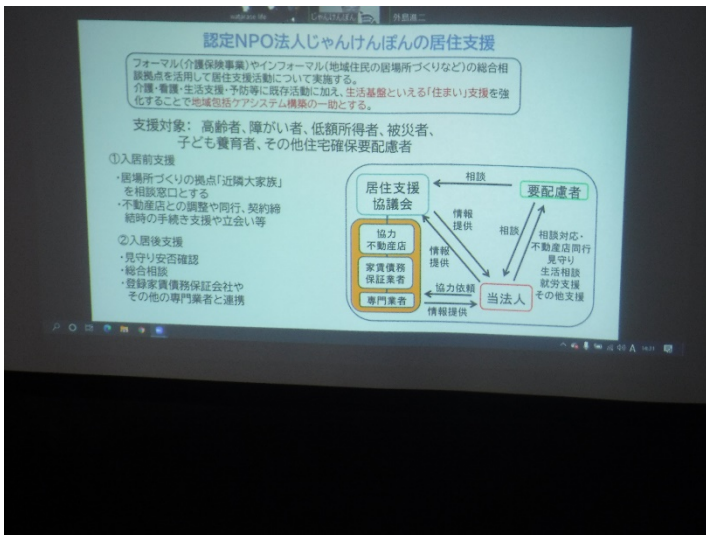 じゃんけんぽん
外島進二
認定NPO法人じゃんけんぽんの居住支援
フォーマル(介護保険事業)やインフォーマル(地域住民の居場所づくりなど)の総合相
談拠点を活用して居住支援活動について実施する。
介護・看護・生活支援・予防等に既存活動に加え、生活基盤といえる「住まい」支援を強
化することで地域包括ケアシステム構築の一助とする。
支援対象: 高齢者、障がい者、低額所得者、被災者、
子ども養育者、その他住宅確保要配慮者
①入居前支援
・居場所づくりの拠点「近隣大家族」
を相談窓口とする
・不動産店との調整や同行、契約締
結時の手続き支援や立会い等
②入居後支援
・見守り安否確認
・総合相談
・登録家賃債務保証会社や
その他の専門業者と連携
居住支援
協議会
相談
要配慮者
協力
不動産店
家賃債務
保証業者
専門業者
情報
提供
情報
提供
相談
相談対応・
不動産店同行
見守り
生活相談
就労支援
その他支援
協力依頼
情報提供
当法人
A